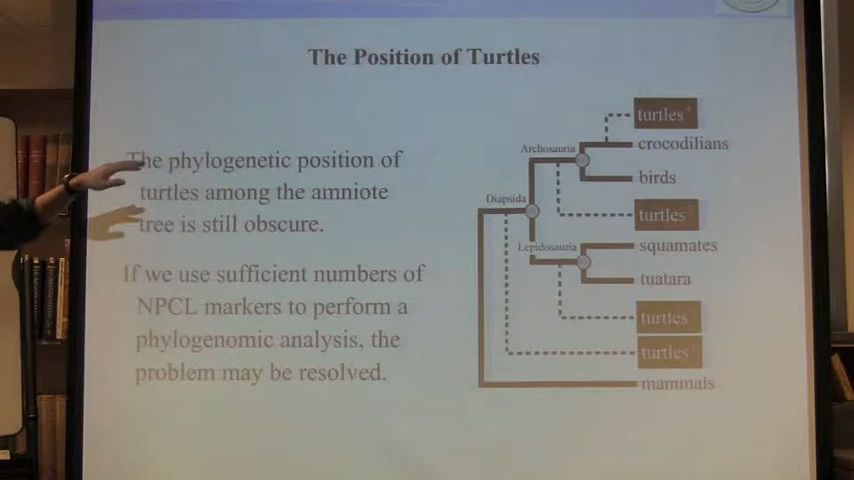 The Position of Turtles
The phylogenetic position of
turtles among the amniote
tree is still obscure.
If we use sufficient numbers of
NPCL markers to perform a
phylogenomic analysis, the
problem may be resolved.
turtles
Archosauria
crocodilians
birds
Diapsida
turtles
Lepidosauria
squamates
tuatara
turtles
turtles
mammals